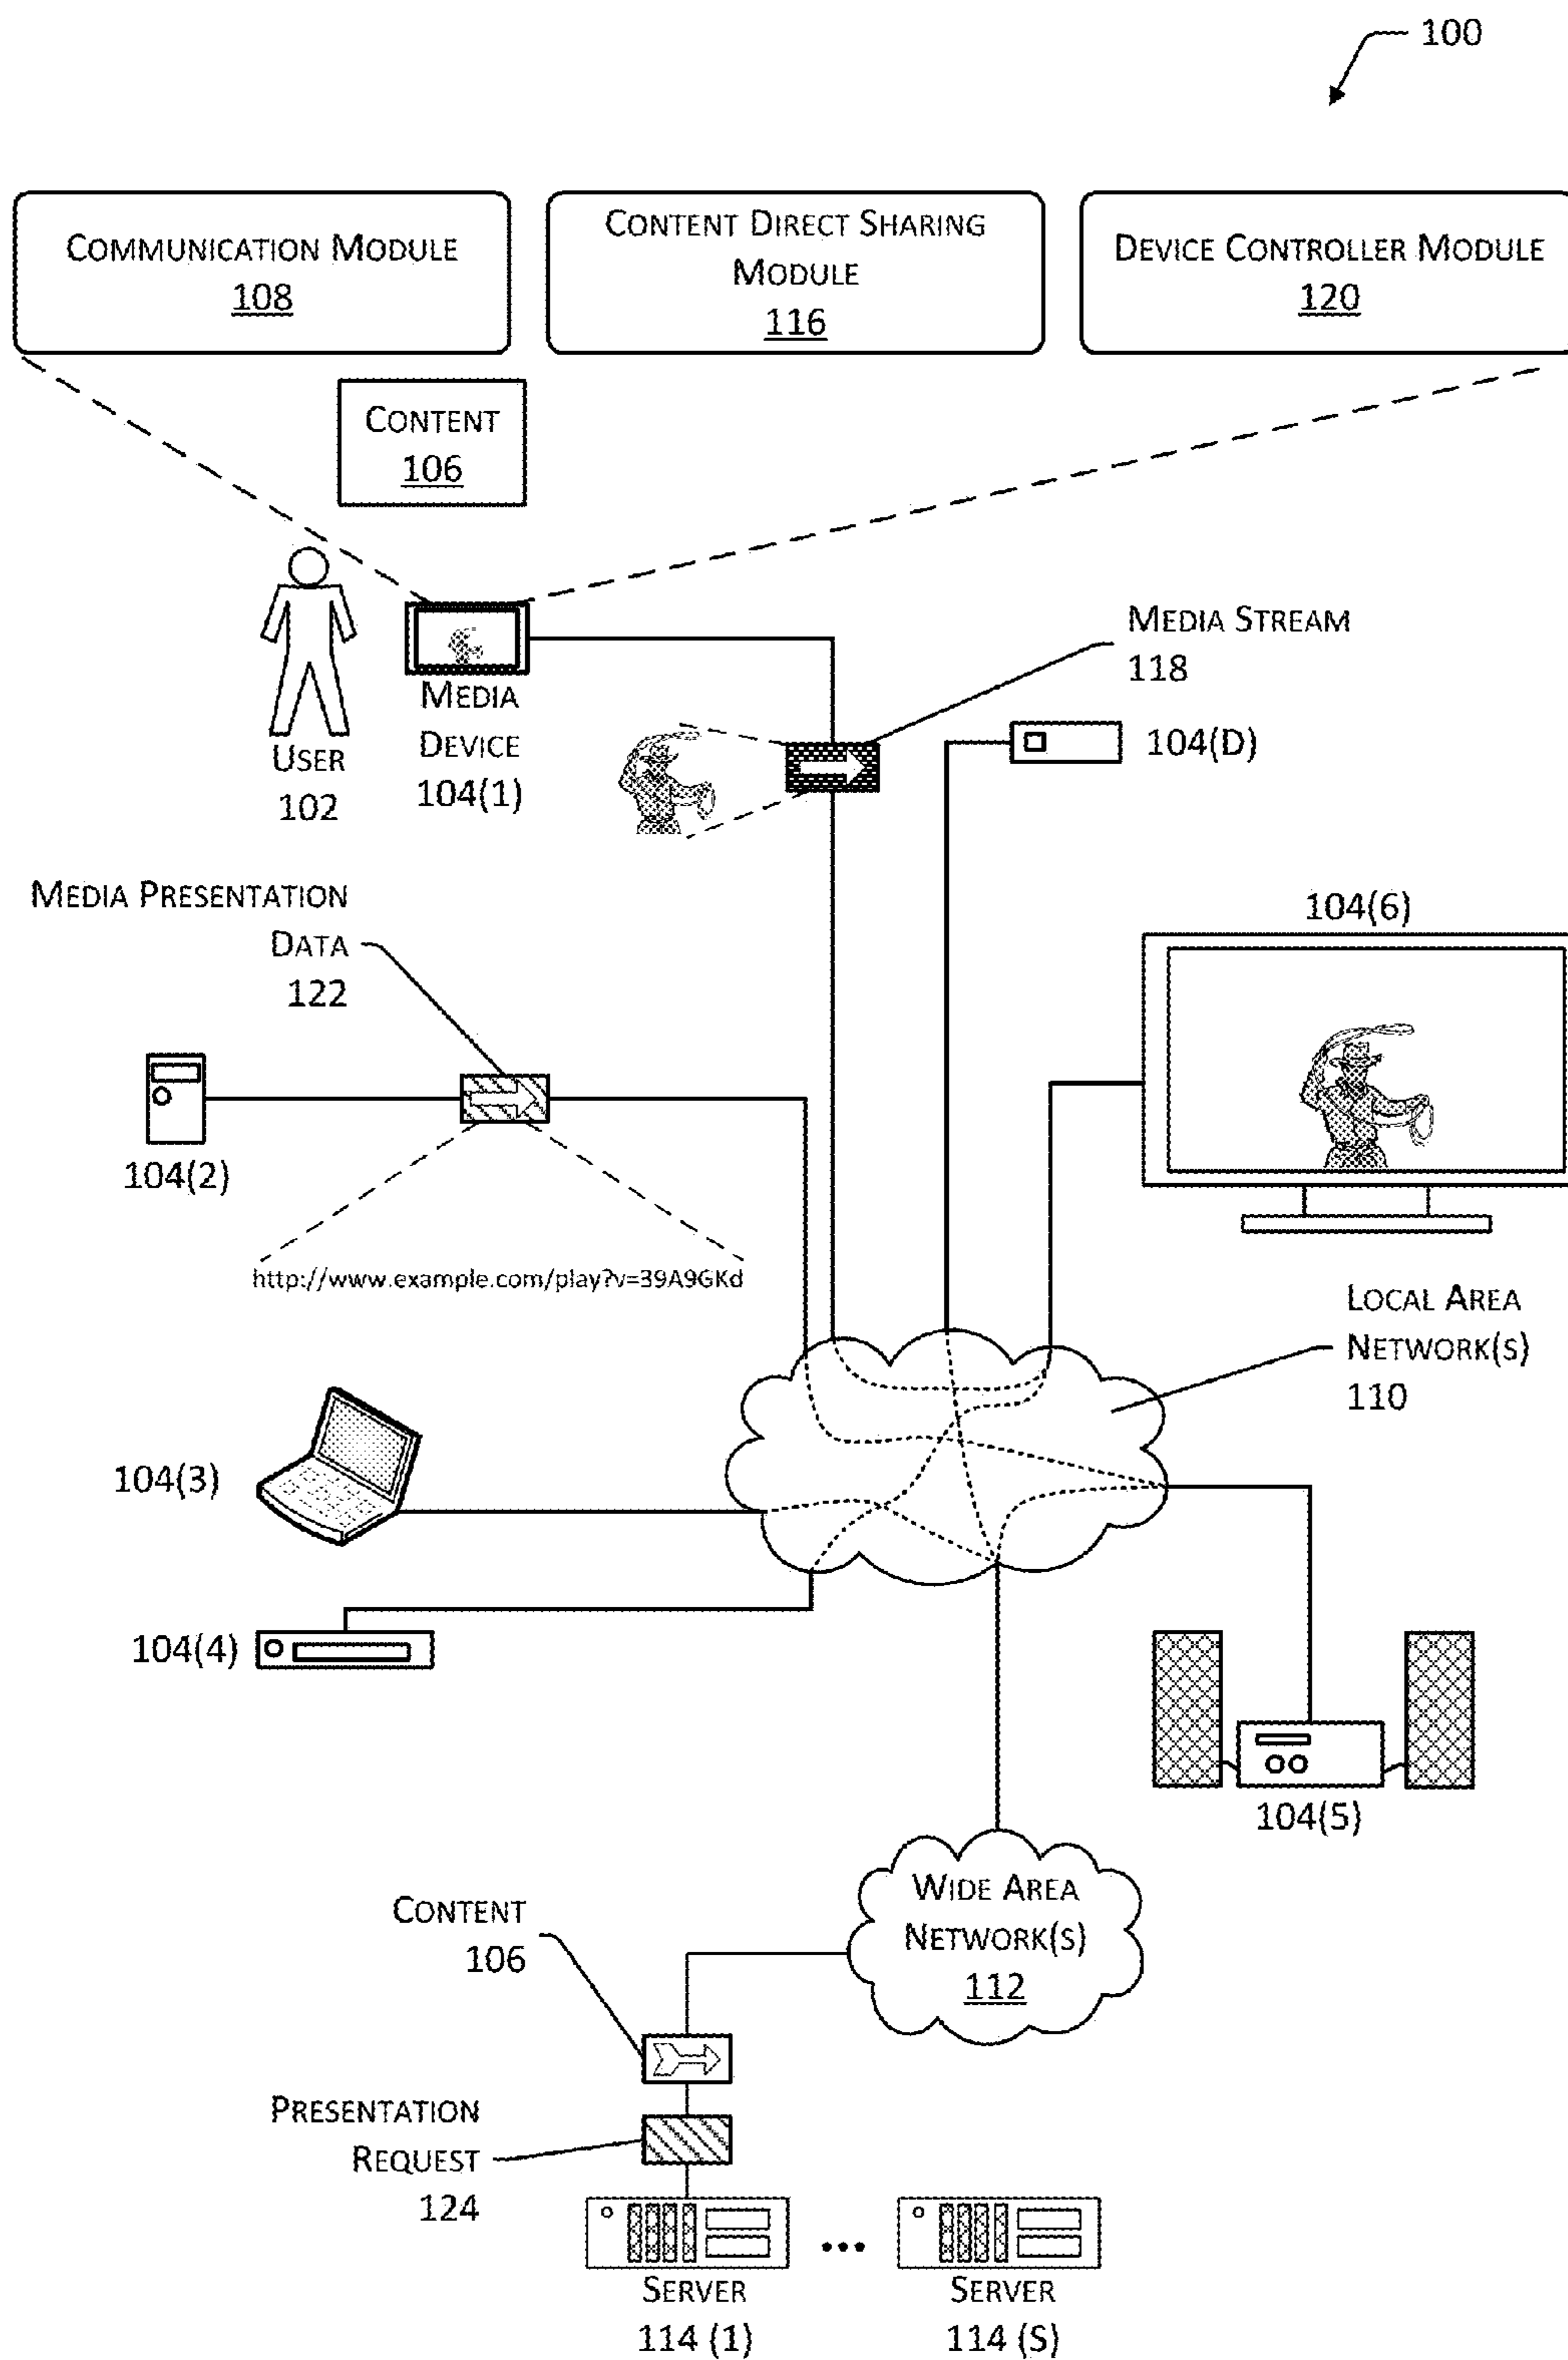 100
COMMUNICATION MODULE
108
CONTENT DIRECT SHARING
MODULE
116
DEVICE CONTROLLER MODULE
120
CONTENT
106
USER
102
MEDIA
DEVICE
104(1)
MEDIA STREAM
118
104(D)
MEDIA PRESENTATION
DATA
122
104(6)
104(2)
http://www.example.com/play?v=39A9GKd
LOCAL AREA
NETWORK(S)
110
104(3)
104(4)
104(5)
WIDE AREA
NETWORK(S)
112
CONTENT
106
PRESENTATION
REQUEST
124
SERVER
114 (1)
...
SERVER
114 (S)